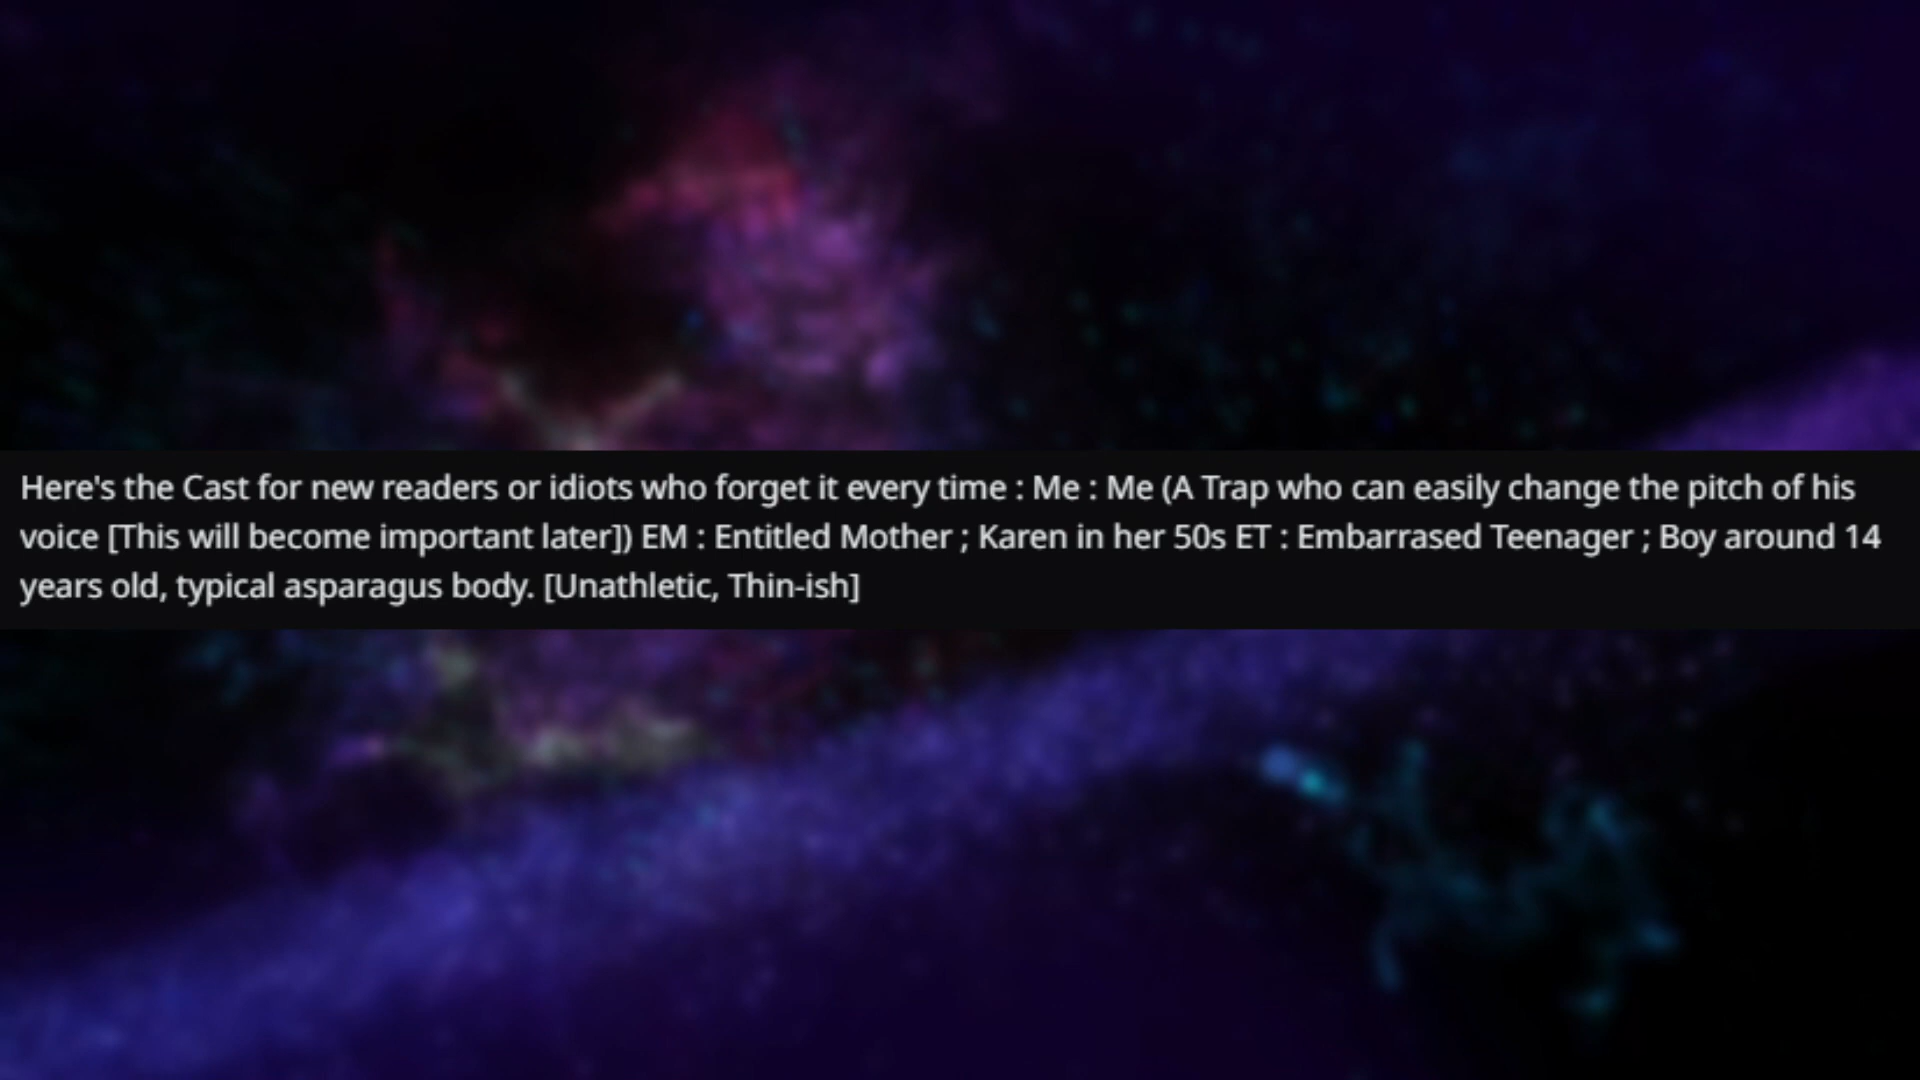 Here's the Cast for new readers or idiots who forget it every time : Me : Me (A Trap who can easily change the pitch of his
voice [This will become important later]) EM : Entitled Mother ; Karen in her 50s ET : Embarrased Teenager ; Boy around 14
years old, typical asparagus body. [Unathletic, Thin-ish]